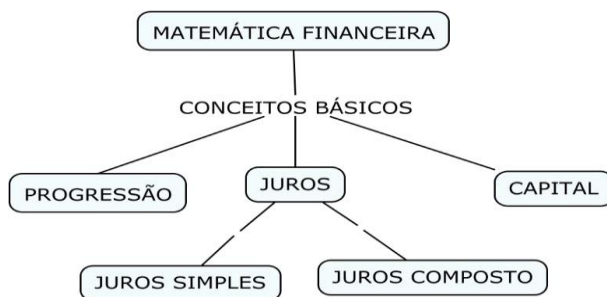 MATEMÁTICA FINANCEIRA
CONCEITOS BÁSICOS
PROGRESSÃO
JUROS
CAPITAL
JUROS SIMPLES
JUROS COMPOSTO